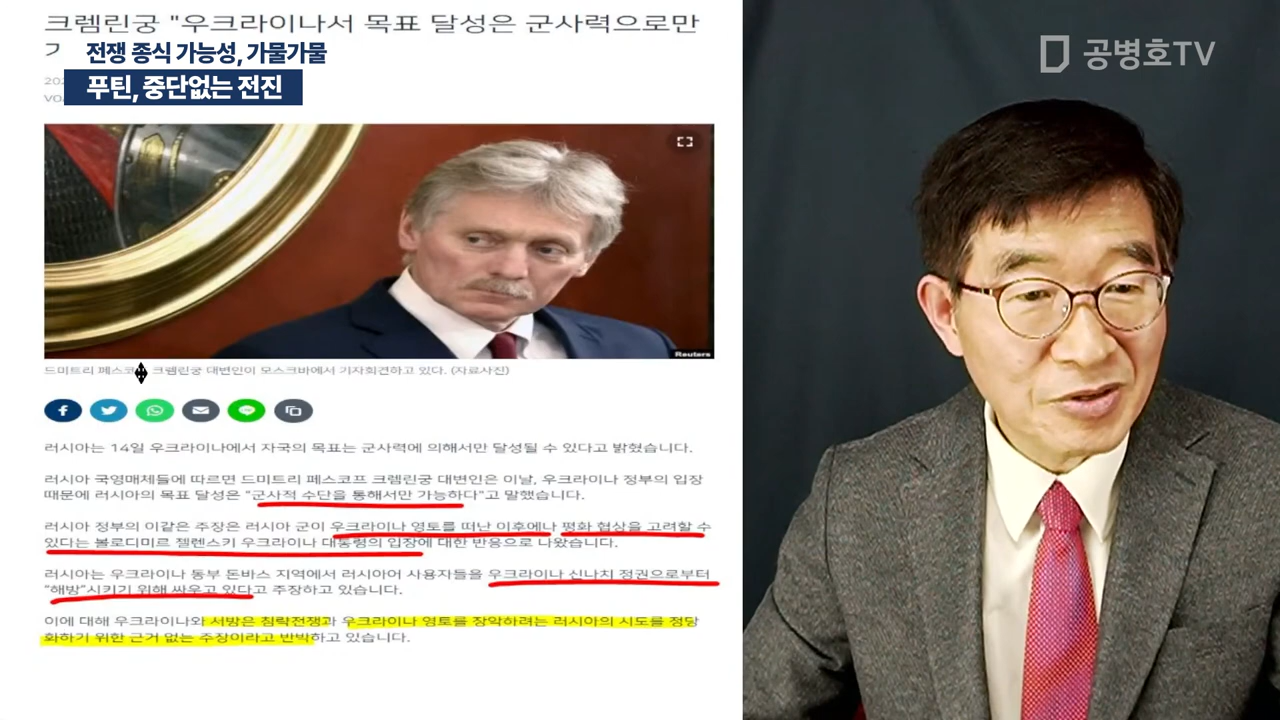 크렘린궁 "우크라이나서 목표 달성은 군사력으로만
전쟁 종식 가능성, 가물가물
푸틴, 중단없는 전진
공병호TV
Reuters
드미트리 페스코 크렘린궁 대변인이 모스크바에서 기자회견하고 있다. (자료사진)
러시아는 14일 우크라이나에서 자국의 목표는 군사력에 의해서만 달성될 수 있다고 밝혔습니다.
러시아 국영매체들에 따르면 드미트리 페스코프 크렘린궁 대변인은 이날, 우크라이나 정부의 입장
때문에 러시아의 목표 달성은 "군사적 수단을 통해서만 가능하다"고 말했습니다.
러시아 정부의 이같은 주장은 러시아 군이 우크라이나 영토를 떠난 이후에나 평화 협상을 고려할 수
있다는 볼로디미르 젤렌스키 우크라이나 대통령의 입장에 대한 반응으로 나왔습니다.
러시아는 우크라이나 동부 돈바스 지역에서 러시아어 사용자들을 우크라이나 신나치 정권으로부터
"해방"시키기 위해 싸우고 있다고 주장하고 있습니다.
이에 대해 우크라이나와 서방은 침략전쟁과 우크라이나 영토를 장악하려는 러시아의 시도를 정당
화하기 위한 근거 없는 주장이라고 반박하고 있습니다.